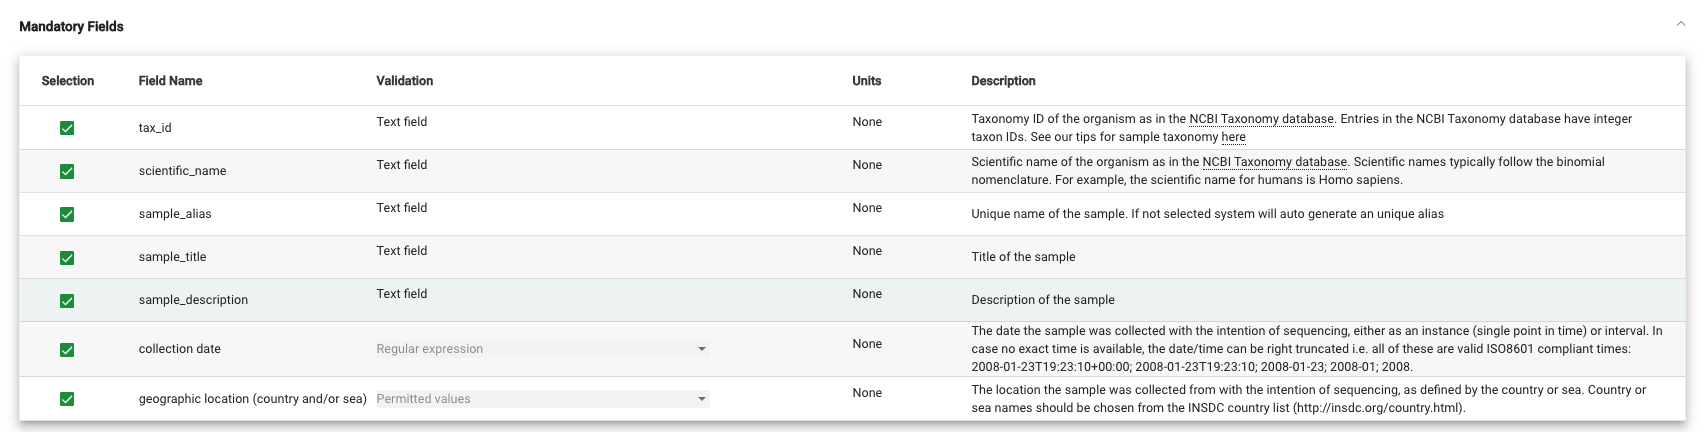 Mandatory Fields
Selection Field Name Validation Units Description
tax_id Text field None Taxonomy ID of the organism as in the NCBI Taxonomy database. Entries in the NCBI Taxonomy database have integer
taxon IDs. See our tips for sample taxonomy here
scientific_name Text field None Scientific name of the organism as in the NCBI Taxonomy database. Scientific names typically follow the binomial
nomenclature. For example, the scientific name for humans is Homo sapiens.
sample_alias Text field None Unique name of the sample. If not selected system will auto generate an unique alias
sample_title Text field None Title of the sample
sample_description Text field None Description of the sample
collection date Regular expression None The date the sample was collected with the intention of sequencing, either as an instance (single point in time) or interval. In
case no exact time is available, the date/time can be right truncated i.e. all of these are valid ISO8601 compliant times:
2008-01-23T19:23:10+00:00; 2008-01-23T19:23:10; 2008-01-23; 2008-01; 2008.
geographic location (country and/or sea) Permitted values None The location the sample was collected from with the intention of sequencing, as defined by the country or sea. Country or
sea names should be chosen from the INSDC country list (http://insdc.org/country.html).